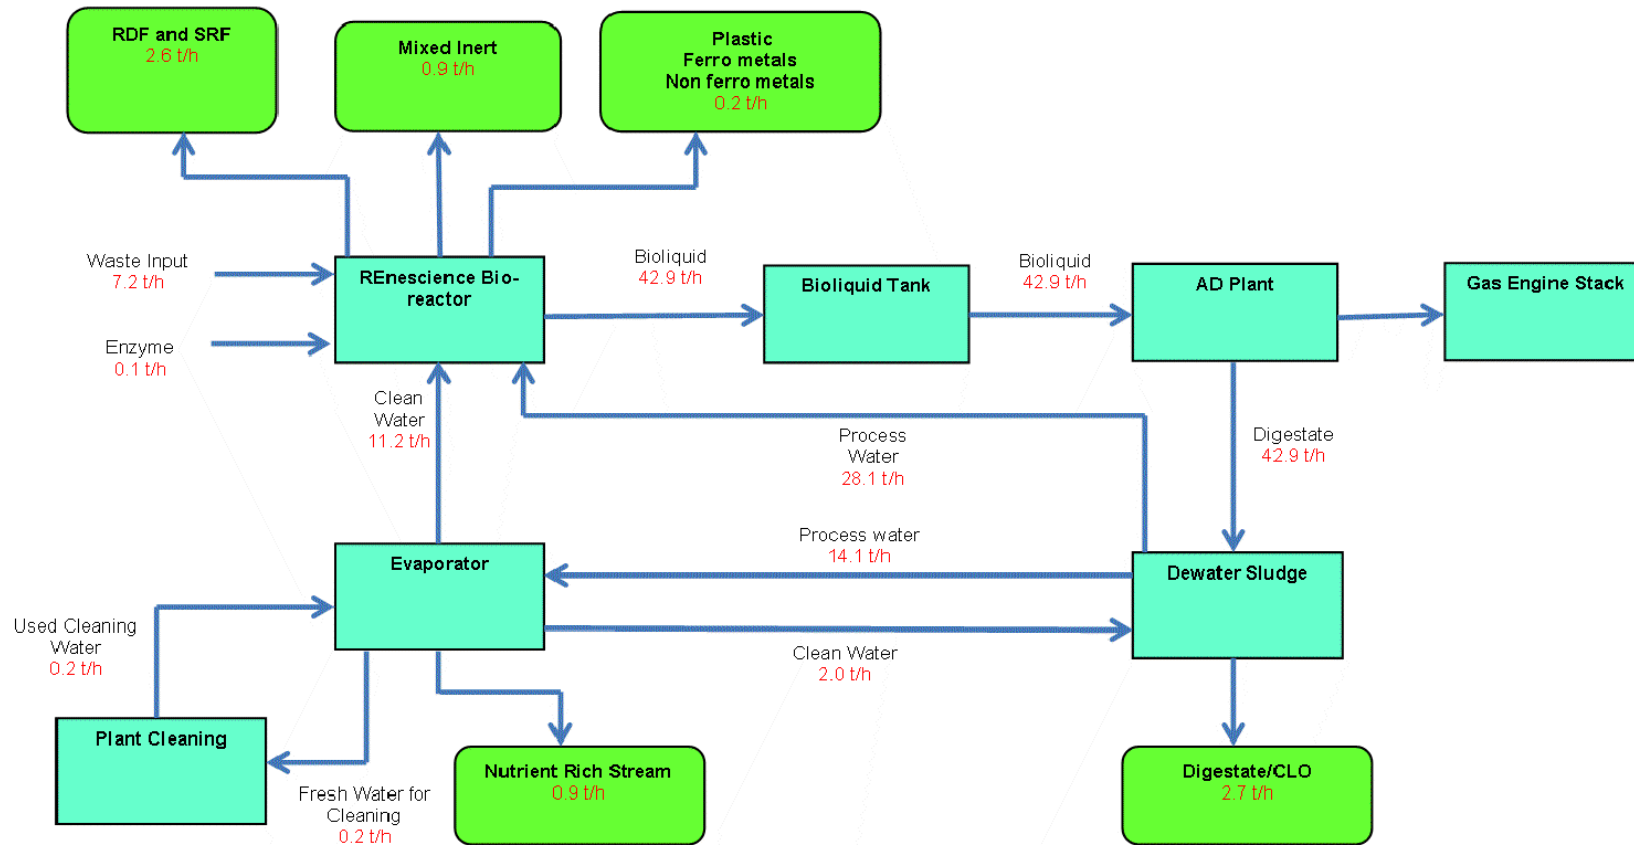 RDF and SRF
2.6 t/h
Mixed Inert
0.9 t/h
Plastic
Ferro metals
Non ferro metals
0.2 t/h
Waste Input
7.2 t/h
Enzyme
0.1 t/h
REnescience Bio-
reactor
Bioliquid
42.9 t/h
Bioliquid Tank
Bioliquid
42.9 t/h
AD Plant
Gas Engine Stack
Clean
Water
11.2 t/h
Process
Water
28.1 t/h
Digestate
42.9 t/h
Evaporator
Process water
14.1 t/h
Dewater Sludge
Used Cleaning
Water
0.2 t/h
Clean Water
2.0 t/h
Plant Cleaning
Fresh Water for
Cleaning
0.2 t/h
Nutrient Rich Stream
0.9 t/h
Digestate/CLO
2.7 t/h